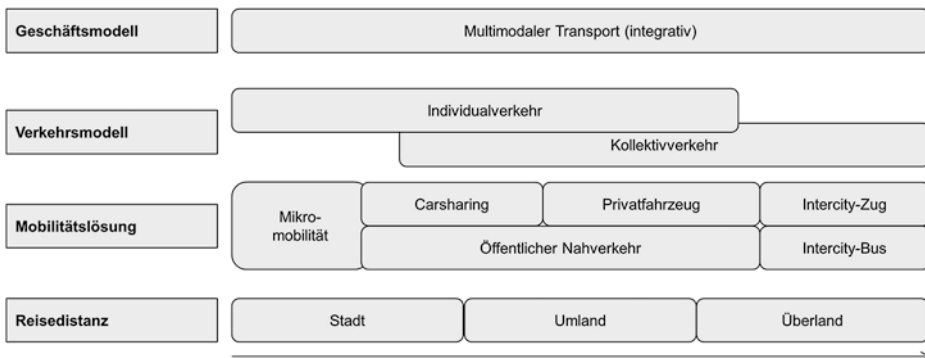 Geschäftsmodell
Multimodaler Transport (integrativ)
Verkehrsmodell
Individualverkehr
Kollektivverkehr
Mobilitätslösung
Mikro-
mobilität
Carsharing
Privatfahrzeug
Intercity-Zug
Öffentlicher Nahverkehr
Intercity-Bus
Reisedistanz
Stadt
Umland
Überland